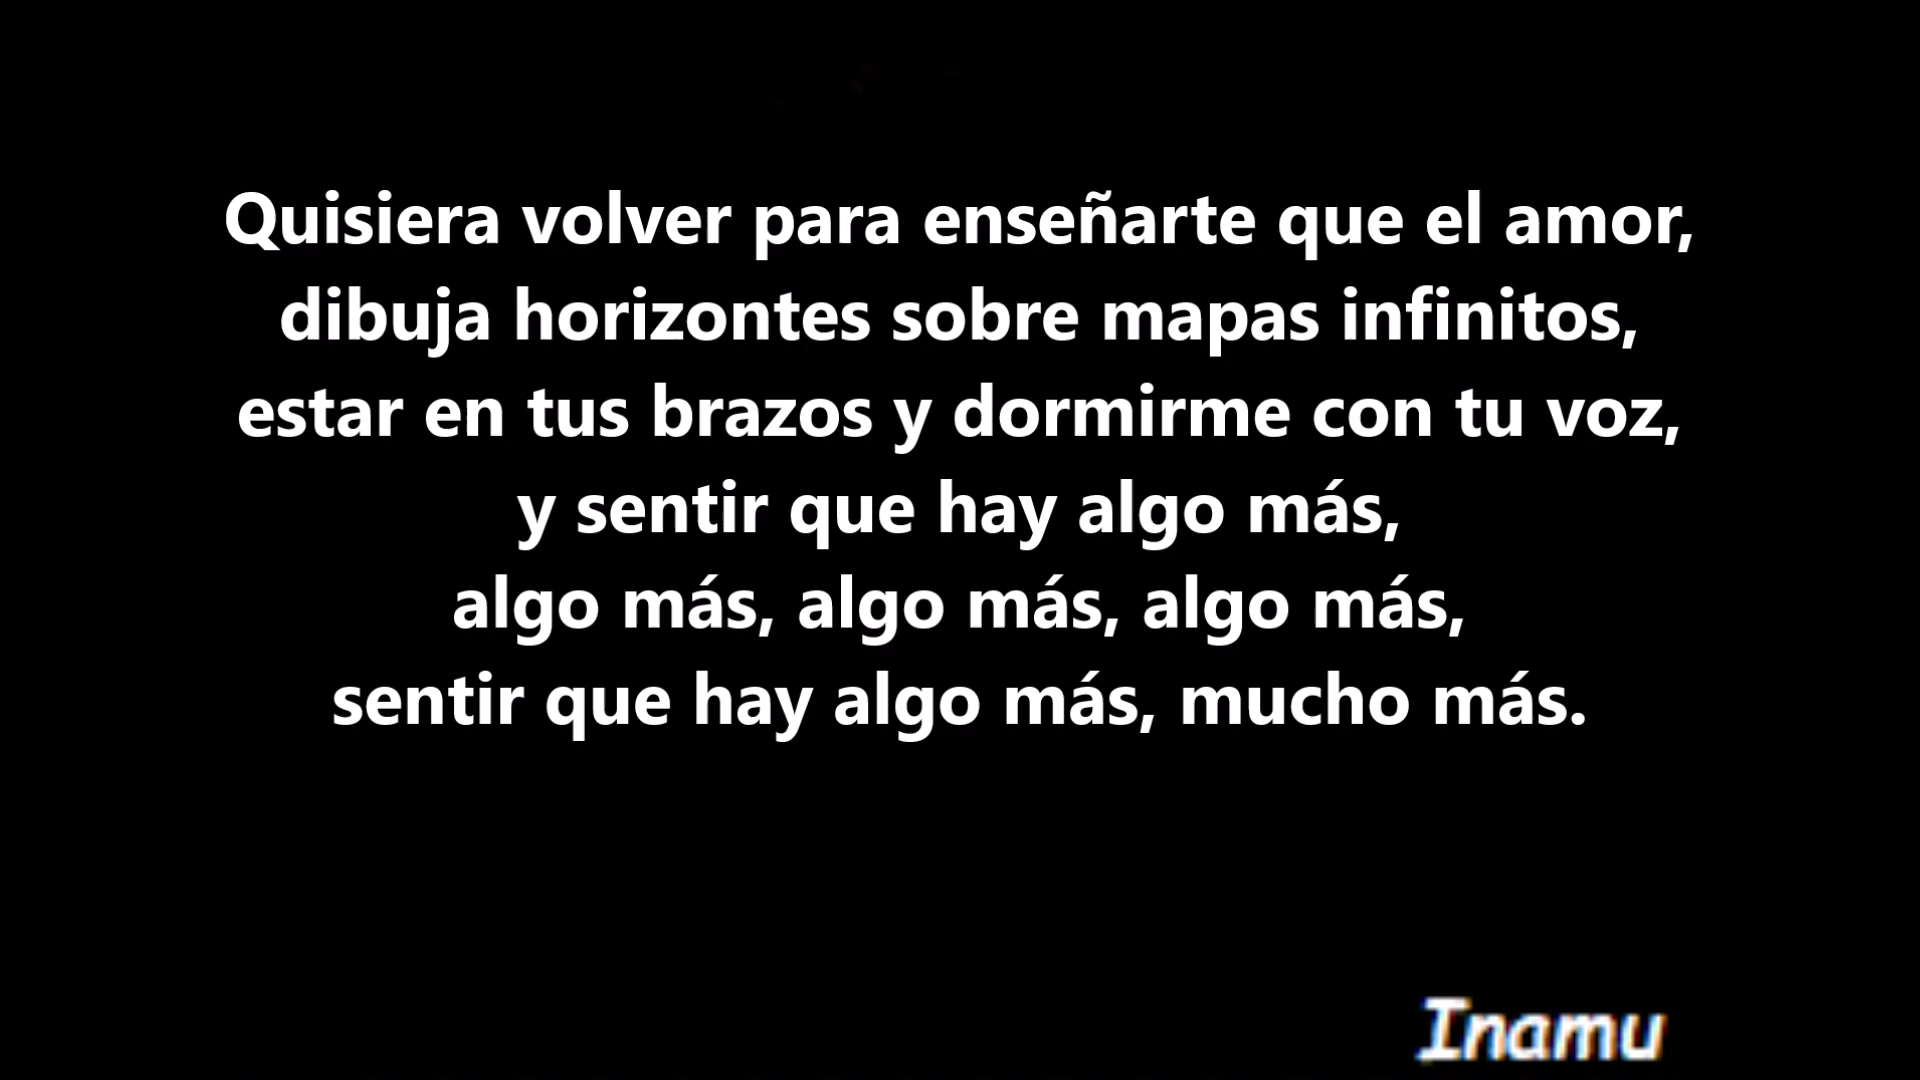 Quisiera volver para enseñarte que el amor,
dibuja horizontes sobre mapas infinitos,
estar en tus brazos y dormirme con tu voz,
y sentir que hay algo más,
algo más, algo más, algo más,
sentir que hay algo más, mucho más.
Inamu